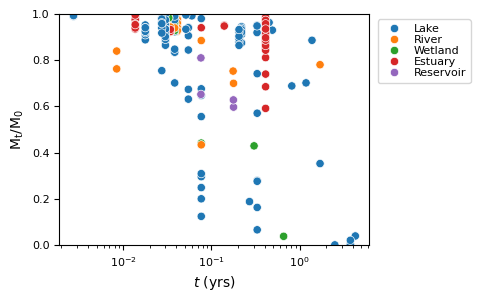 1.0
0.8
0.6
0.4
0.2
0.0
M_t/M_0
10^{-2}
10^{-1}
10^{0}
t (yrs)
Lake
River
Wetland
Estuary
Reservoir